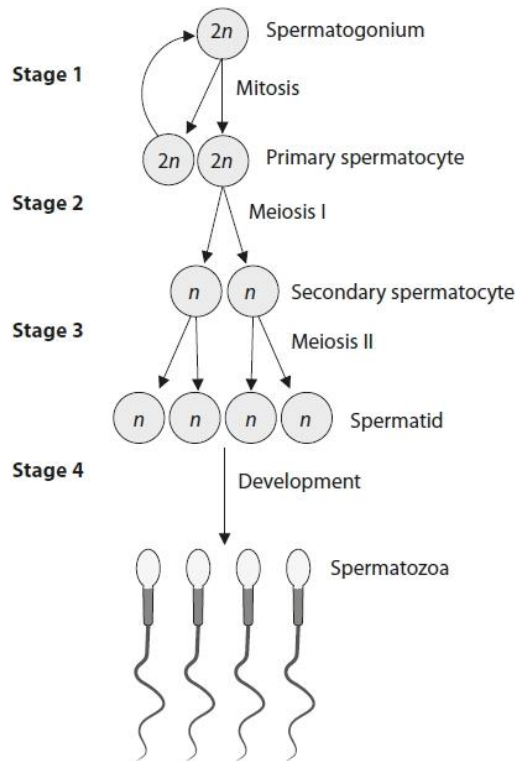 2n Spermatogonium
Stage 1
Mitosis
2n 2n Primary spermatocyte
Stage 2
Meiosis I
n n Secondary spermatocyte
Stage 3
Meiosis II
n n n n Spermatid
Stage 4
Development
Spermatozoa